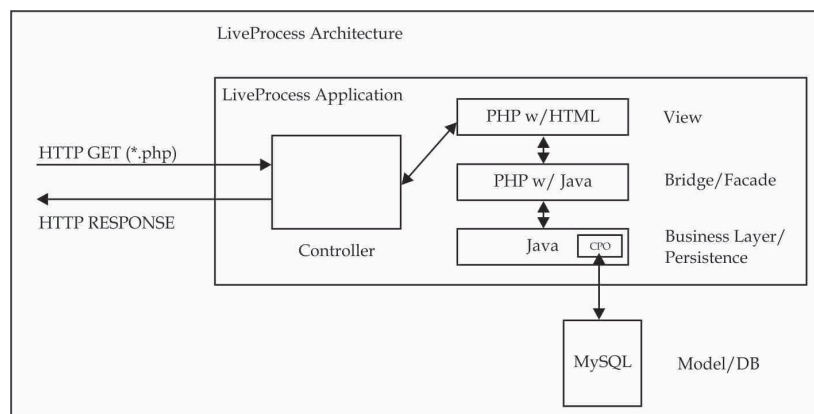 LiveProcess Architecture
LiveProcess Application
PHP w/HTML
View
HTTP GET (*.php)
PHP w/ Java
Bridge/Facade
HTTP RESPONSE
Controller
Java
CPO
Business Layer/
Persistence
MySQL
Model/DB